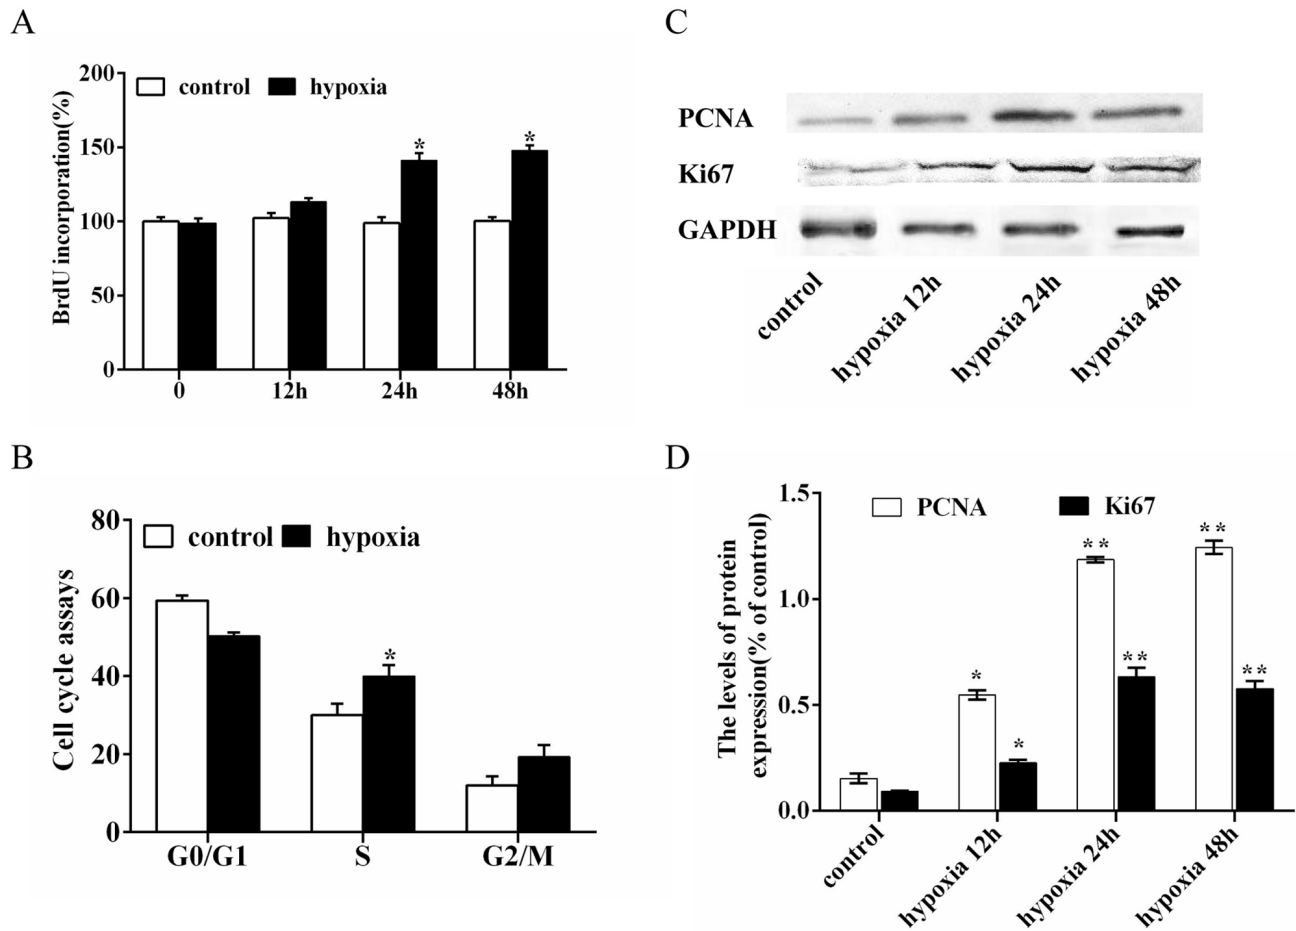 A
200
control hypoxia
150
100
50
0
BrdU incorporation(%)
* *
0 12h 24h 48h
B
80
control hypoxia
60
40
20
0
Cell cycle assays
*
G0/G1 S G2/M
C
PCNA
Ki67
GAPDH
control hypoxia 12h hypoxia 24h hypoxia 48h
D
1.5
PCNA Ki67
1.0
0.5
0.0
The levels of protein
expression(% of control)
* * ** ** ** **
control hypoxia 12h hypoxia 24h hypoxia 48h